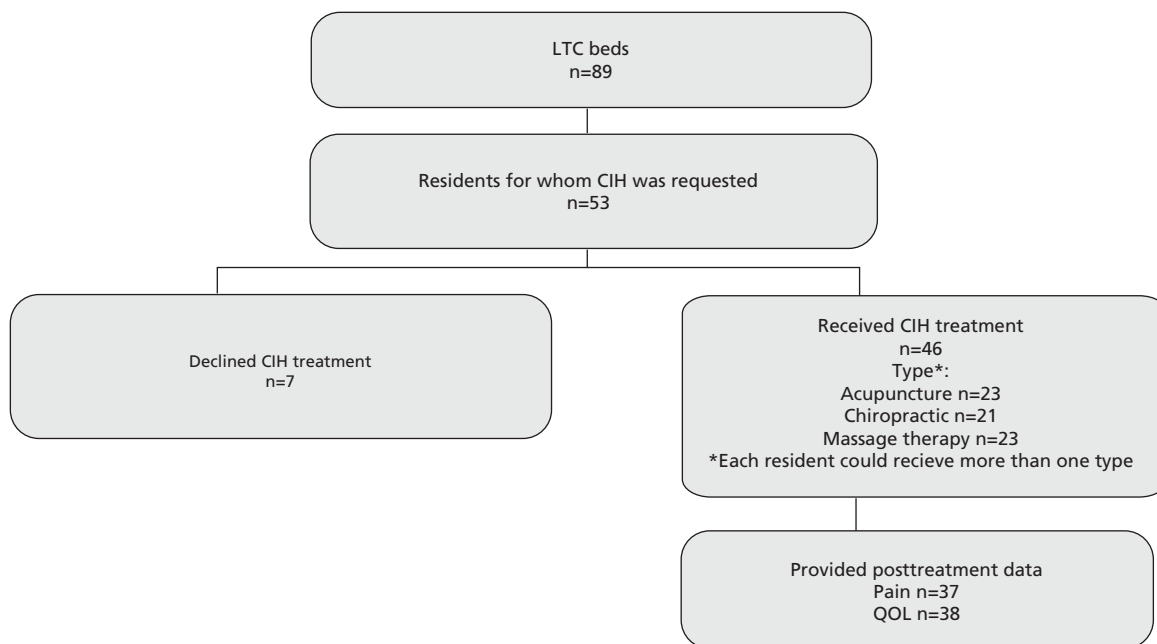 LTC beds
n=89
Residents for whom CIH was requested
n=53
Declined CIH treatment
n=7
Received CIH treatment
n=46
Type*:
Acupuncture n=23
Chiropractic n=21
Massage therapy n=23
*Each resident could recieve more than one type
Provided posttreatment data
Pain n=37
QOL n=38